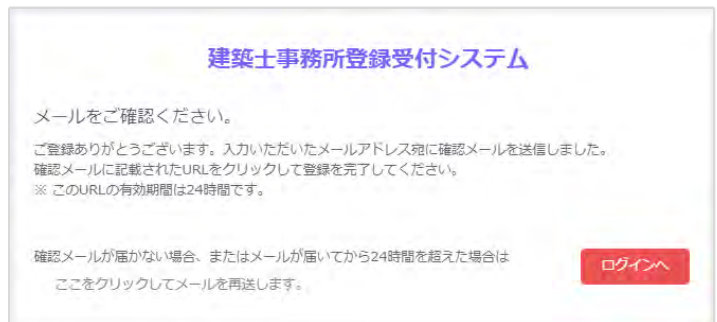 建築士事務所登録受付システム
メールをご確認ください。
ご登録ありがとうございます。入力いただいたメールアドレス宛に確認メールを送信しました。
確認メールに記載されたURLをクリックして登録を完了してください。
※ このURLの有効期間は24時間です。
確認メールが届かない場合、またはメールが届いてから24時間を超えた場合は
ログインへ
ここをクリックしてメールを再送します。